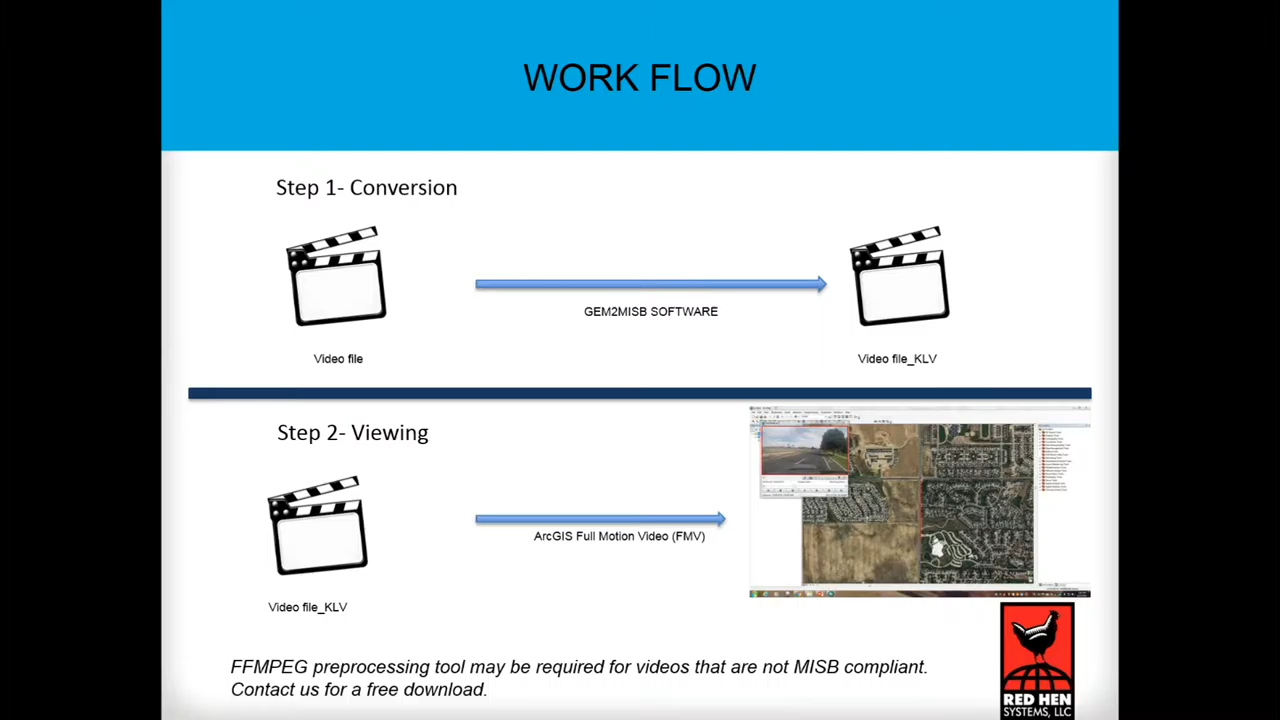 WORK FLOW
Step 1- Conversion
GEM2MISB SOFTWARE
Video file
Video file_KLV
Step 2- Viewing
ArcGIS Full Motion Video (FMV)
Video file_KLV
FFMPEG preprocessing tool may be required for videos that are not MISB compliant.
Contact us for a free download.
RED HEN
SYSTEMS, LLC